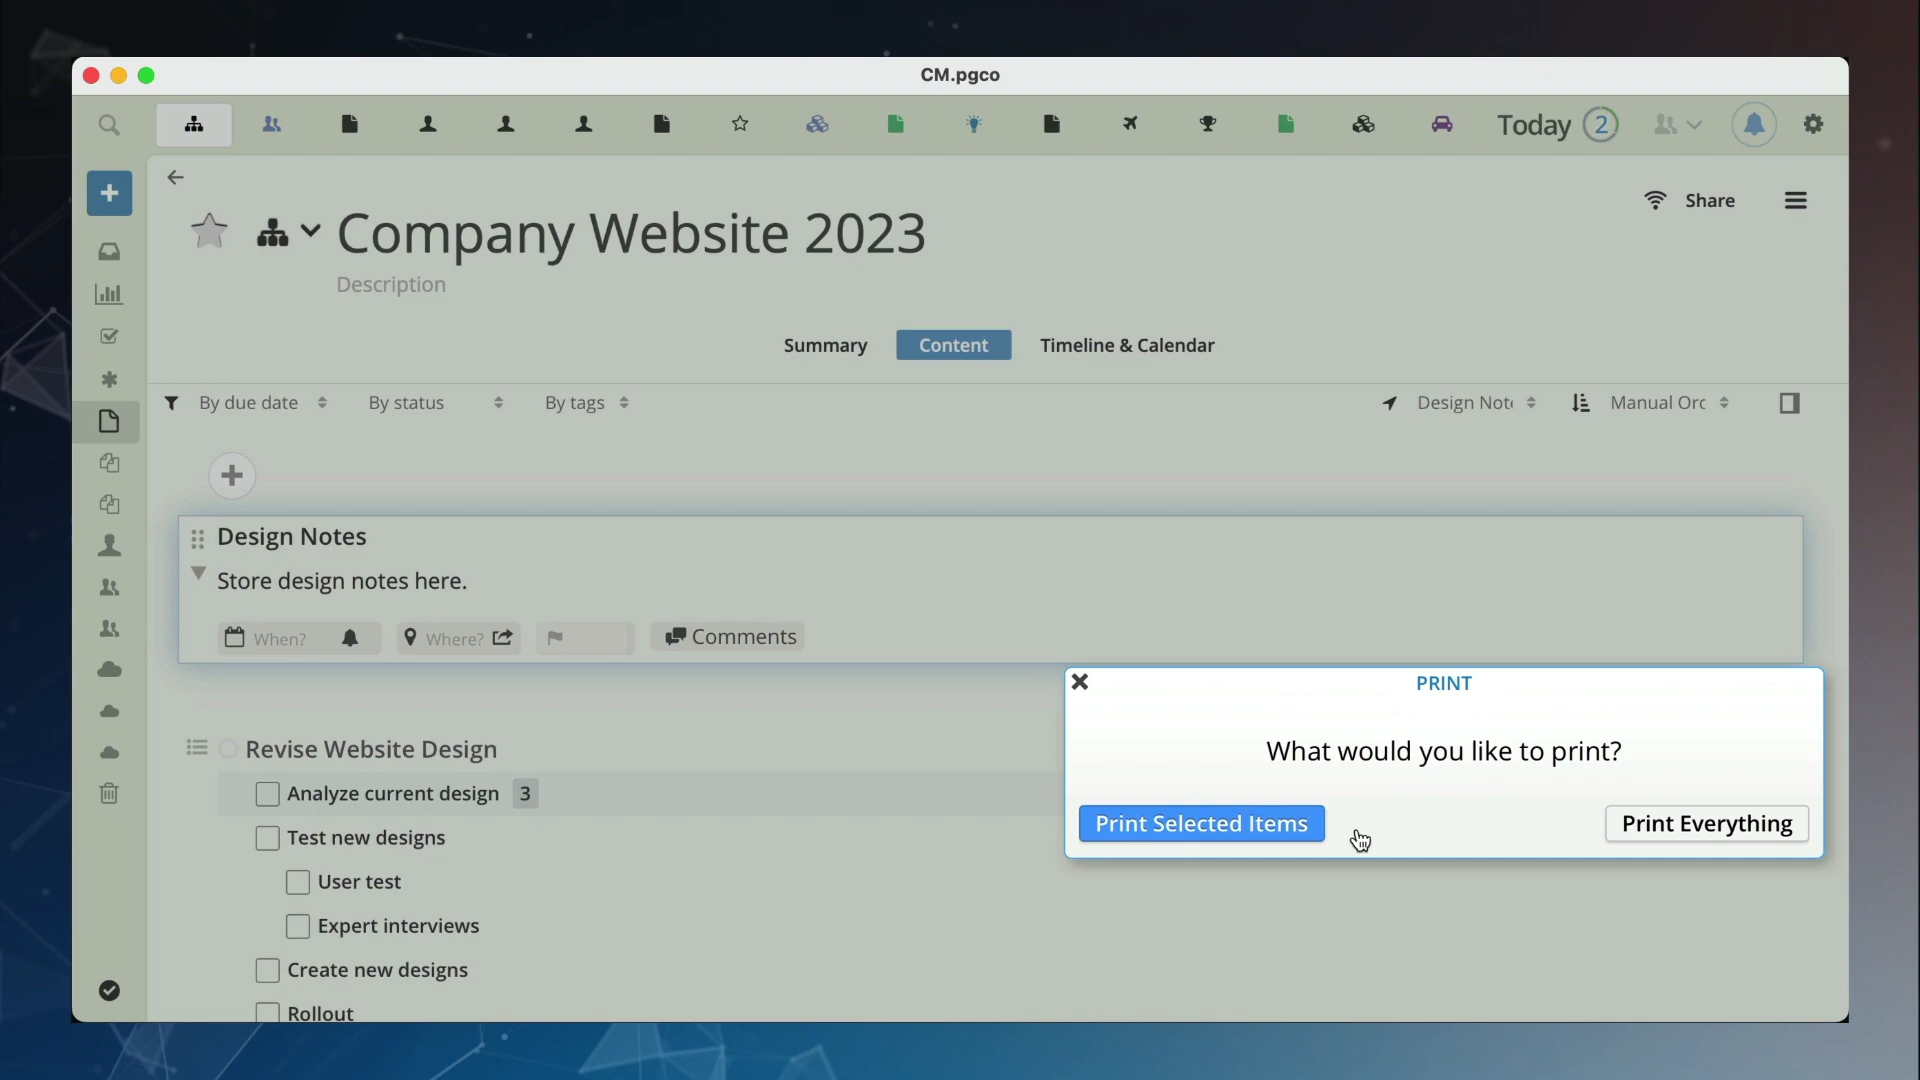 CM.pgco
Today 2
Share
Company Website 2023
Description
Summary Content Timeline & Calendar
By due date By status By tags Design Not Manual Orc
Design Notes
Store design notes here.
When? Where? Comments
PRINT
What would you like to print?
Print Selected Items Print Everything
Revise Website Design
Analyze current design 3
Test new designs
User test
Expert interviews
Create new designs
Rollout